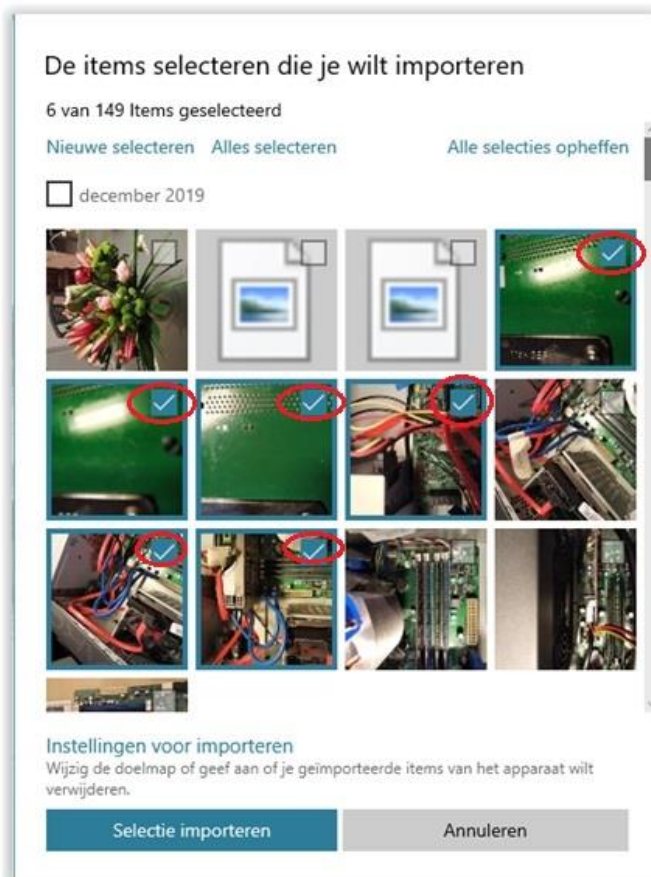 De items selecteren die je wilt importeren
6 van 149 Items geselecteerd
Nieuwe selecteren Alles selecteren Alle selecties opheffen
december 2019
Instellingen voor importeren
Wijzig de doelmap of geef aan of je geïmporteerde items van het apparaat wilt
verwijderen.
Selectie importeren Annuleren